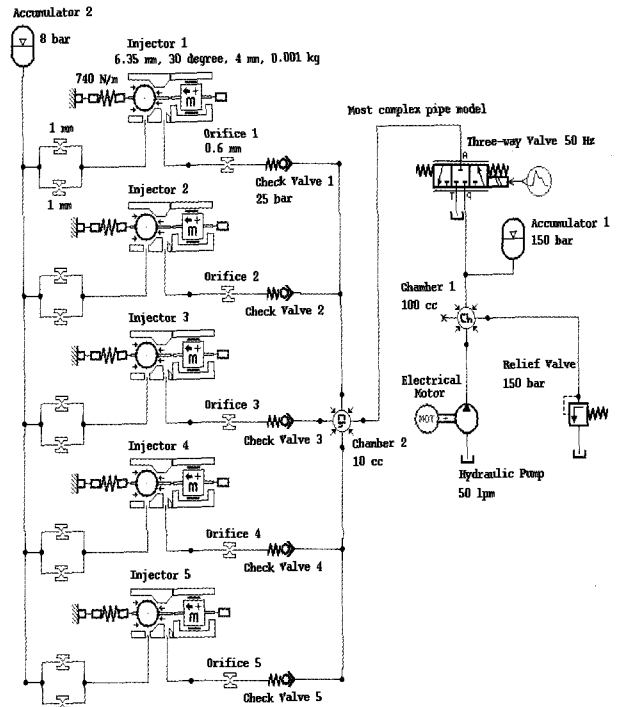 Accumulator 2
8 bar
Injector 1
6.35 mm, 30 degree, 4 mm, 0.001 kg
740 N/m
m
1 mm
1 mm
Orifice 1
0.6 mm
Check Valve 1
25 bar
Injector 2
m
Orifice 2
Check Valve 2
Injector 3
m
Orifice 3
Check Valve 3
Chamber 2
10 cc
Injector 4
m
Orifice 4
Check Valve 4
Injector 5
m
Orifice 5
Check Valve 5
Most complex pipe model
Three-way Valve 50 Hz
A
T
Accumulator 1
150 bar
Chamber 1
100 cc
Ch
Relief Valve
150 bar
Electrical
Motor
MOT
Hydraulic Pump
50 lpm